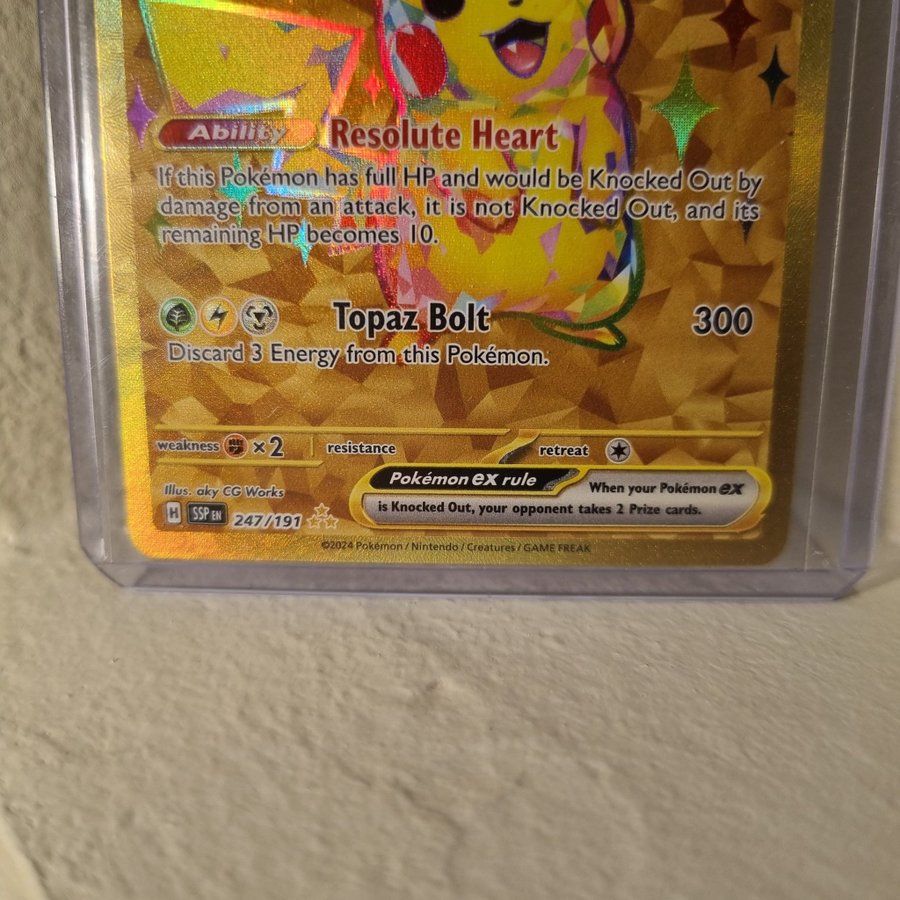 Ability Resolute Heart
If this Pokémon has full HP and would be Knocked Out by
damage from an attack, it is not Knocked Out, and its
remaining HP becomes 10.
Topaz Bolt 300
Discard 3 Energy from this Pokémon.
weakness ×2 resistance retreat
Illus. aky CG Works
Pokémon ex rule When your Pokémon ex
is Knocked Out, your opponent takes 2 Prize cards.
H SSP EN 247/191
©2024 Pokémon / Nintendo / Creatures / GAME FREAK